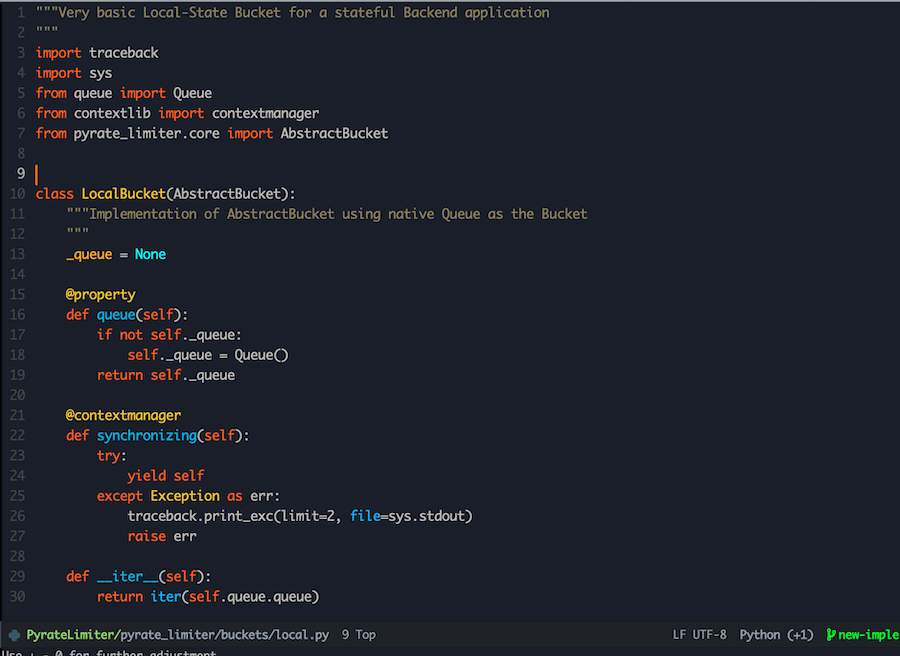 1 """Very basic Local-State Bucket for a stateful Backend application
2 """
3 import traceback
4 import sys
5 from queue import Queue
6 from contextlib import contextmanager
7 from pyrate_limiter.core import AbstractBucket
8
9
10 class LocalBucket(AbstractBucket):
11     """Implementation of AbstractBucket using native Queue as the Bucket
12     """
13     _queue = None
14
15     @property
16     def queue(self):
17         if not self._queue:
18             self._queue = Queue()
19         return self._queue
20
21     @contextmanager
22     def synchronizing(self):
23         try:
24             yield self
25         except Exception as err:
26             traceback.print_exc(limit=2, file=sys.stdout)
27             raise err
28
29     def __iter__(self):
30         return iter(self.queue.queue)
PyrateLimiter/pyrate_limiter/buckets/local.py 9 Top LF UTF-8 Python (+1) new-imple
Use + - 0 for further adjustment